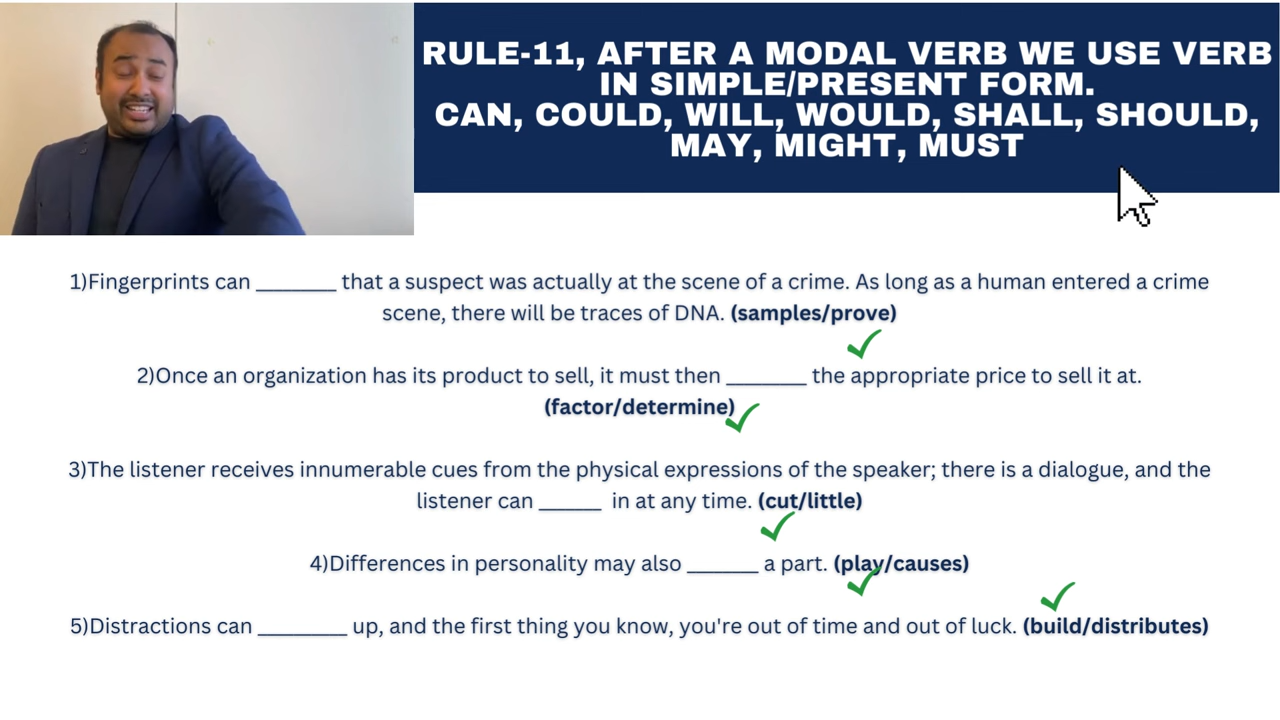 RULE-11, AFTER A MODAL VERB WE USE VERB
IN SIMPLE/PRESENT FORM.
CAN, COULD, WILL, WOULD, SHALL, SHOULD,
MAY, MIGHT, MUST
1)Fingerprints can ________ that a suspect was actually at the scene of a crime. As long as a human entered a crime
scene, there will be traces of DNA. (samples/prove)
2)Once an organization has its product to sell, it must then ________ the appropriate price to sell it at.
(factor/determine)
3)The listener receives innumerable cues from the physical expressions of the speaker; there is a dialogue, and the
listener can ______ in at any time. (cut/little)
4)Differences in personality may also _______ a part. (play/causes)
5)Distractions can _________ up, and the first thing you know, you're out of time and out of luck. (build/distributes)